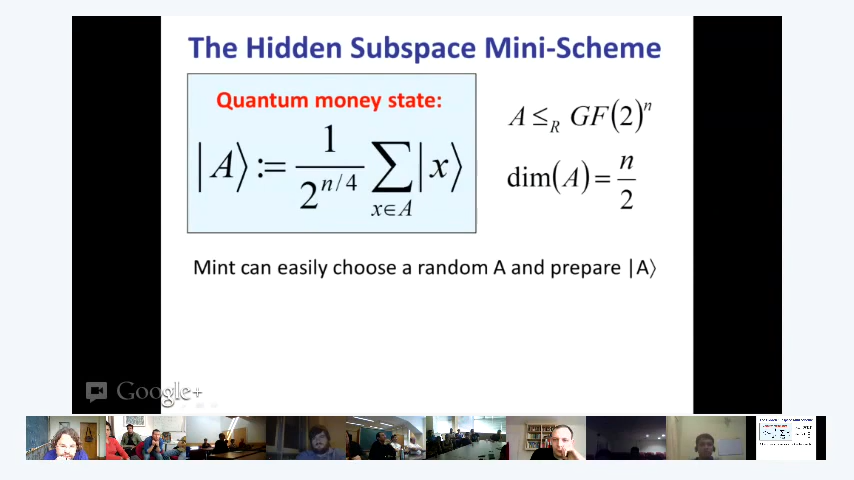 The Hidden Subspace Mini-Scheme
Quantum money state:
|A⟩ := 1/2^{n/4} ∑_{x∈A} |x⟩
A ≤_R GF(2)^n
dim(A) = n/2
Mint can easily choose a random A and prepare |A⟩
Google+